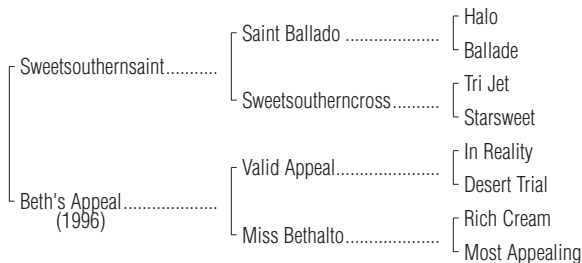 Halo
Saint Ballado ....................
Ballade
Sweetsouthernsaint...........
Tri Jet
Sweetsoutherncross..........
Starsweet
In Reality
Valid Appeal......................
Desert Trial
Beth's Appeal....................
(1996)
Rich Cream
Miss Bethalto....................
Most Appealing